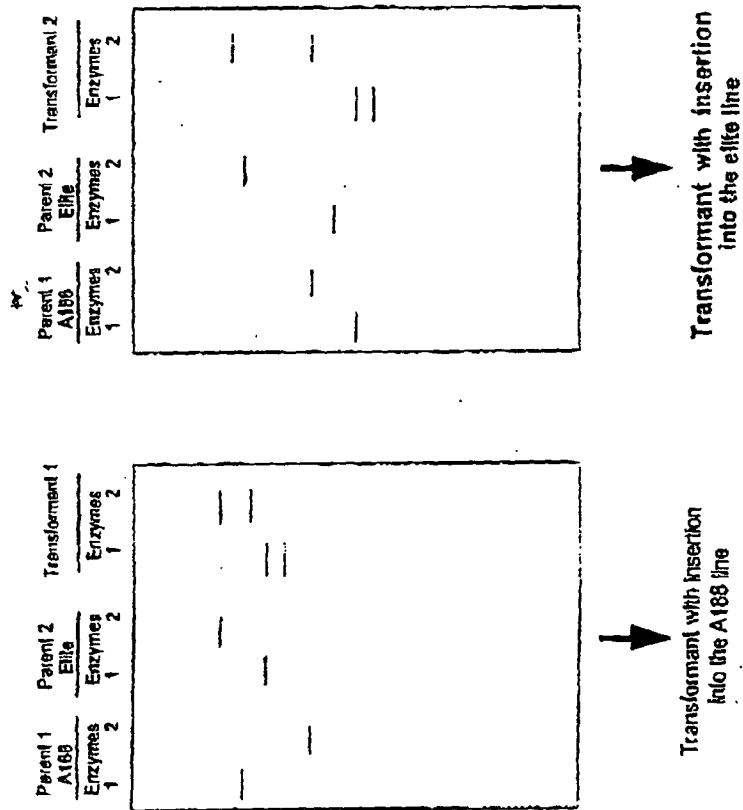 Parent 1
A188
Enzymes
1 2
Parent 2
Elite
Enzymes
1 2
Transformant 1
Enzymes
1 2
Transformant with insertion
into the A188 line
Parent 1
A188
Enzymes
1 2
Parent 2
Elite
Enzymes
1 2
Transformant 2
Enzymes
1 2
Transformant with insertion
into the elite line